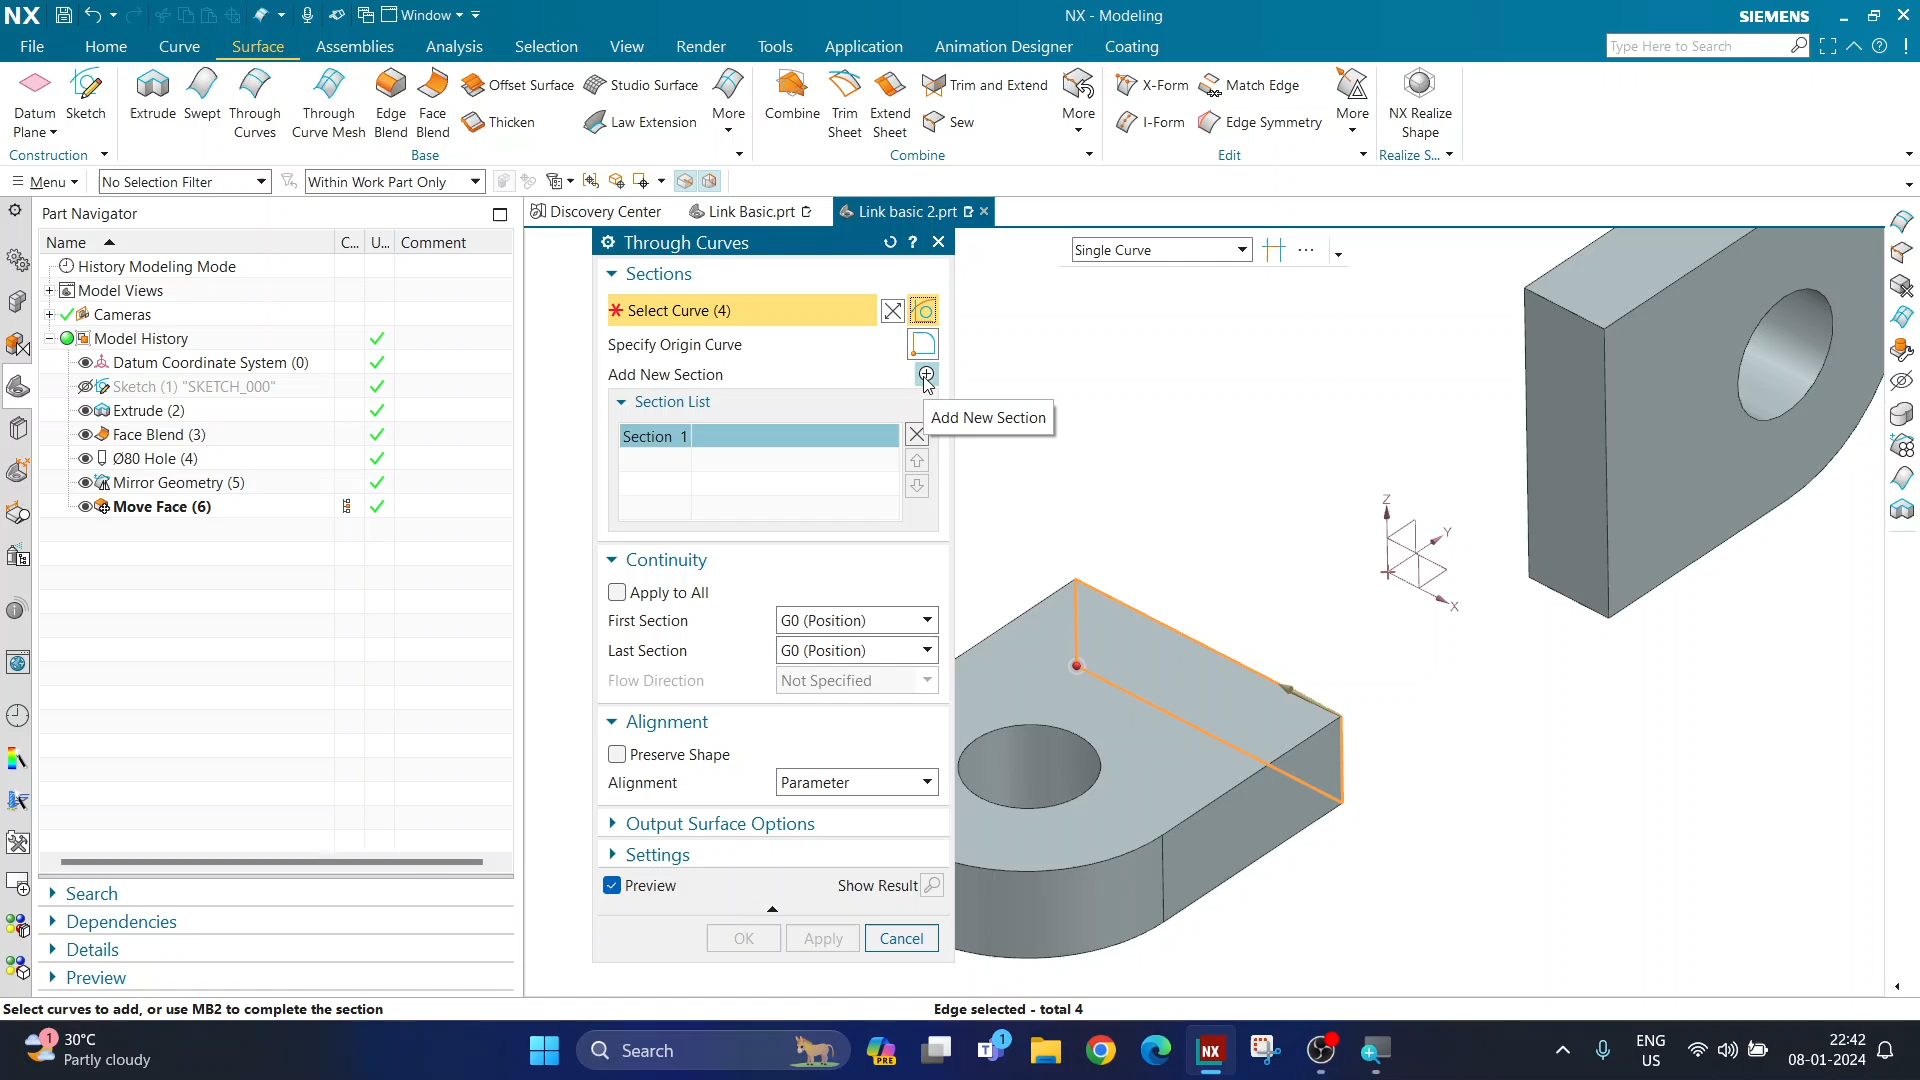 NX
Window
NX - Modeling
SIEMENS
File
Home
Curve
Surface
Assemblies
Analysis
Selection
View
Render
Tools
Application
Animation Designer
Coating
Type Here to Search
Datum Plane
Sketch
Extrude
Swept
Through Curves
Through Curve Mesh
Edge Blend
Face Blend
Offset Surface
Thicken
Studio Surface
Law Extension
More
Combine
Trim Sheet
Extend Sheet
Trim and Extend
Sew
More
X-Form
I-Form
Match Edge
Edge Symmetry
More
NX Realize Shape
Construction
Base
Combine
Edit
Realize S...
Menu
No Selection Filter
Within Work Part Only
Part Navigator
Discovery Center
Link Basic.prt
Link basic 2.prt
Name
C...
U...
Comment
History Modeling Mode
Model Views
Cameras
Model History
Datum Coordinate System (0)
Sketch (1) "SKETCH_000"
Extrude (2)
Face Blend (3)
Ø80 Hole (4)
Mirror Geometry (5)
Move Face (6)
Search
Dependencies
Details
Preview
Through Curves
Sections
* Select Curve (4)
Specify Origin Curve
Add New Section
Section List
Section 1
Add New Section
Continuity
Apply to All
First Section
G0 (Position)
Last Section
G0 (Position)
Flow Direction
Not Specified
Alignment
Preserve Shape
Alignment
Parameter
Output Surface Options
Settings
Preview
Show Result
OK
Apply
Cancel
Single Curve
Z
Y
X
Select curves to add, or use MB2 to complete the section
Edge selected - total 4
1
30°C
Partly cloudy
Search
PRE
1
NX
ENG
US
22:42
08-01-2024